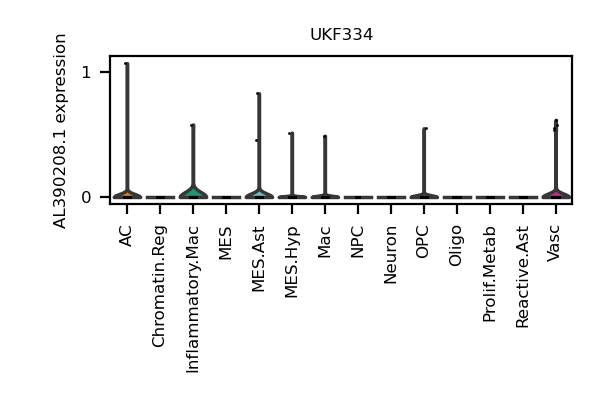 UKF334
AL390208.1 expression
1
0
AC
Chromatin.Reg
Inflammatory.Mac
MES
MES.Ast
MES.Hyp
Mac
NPC
Neuron
OPC
Oligo
Prolif.Metab
Reactive.Ast
Vasc